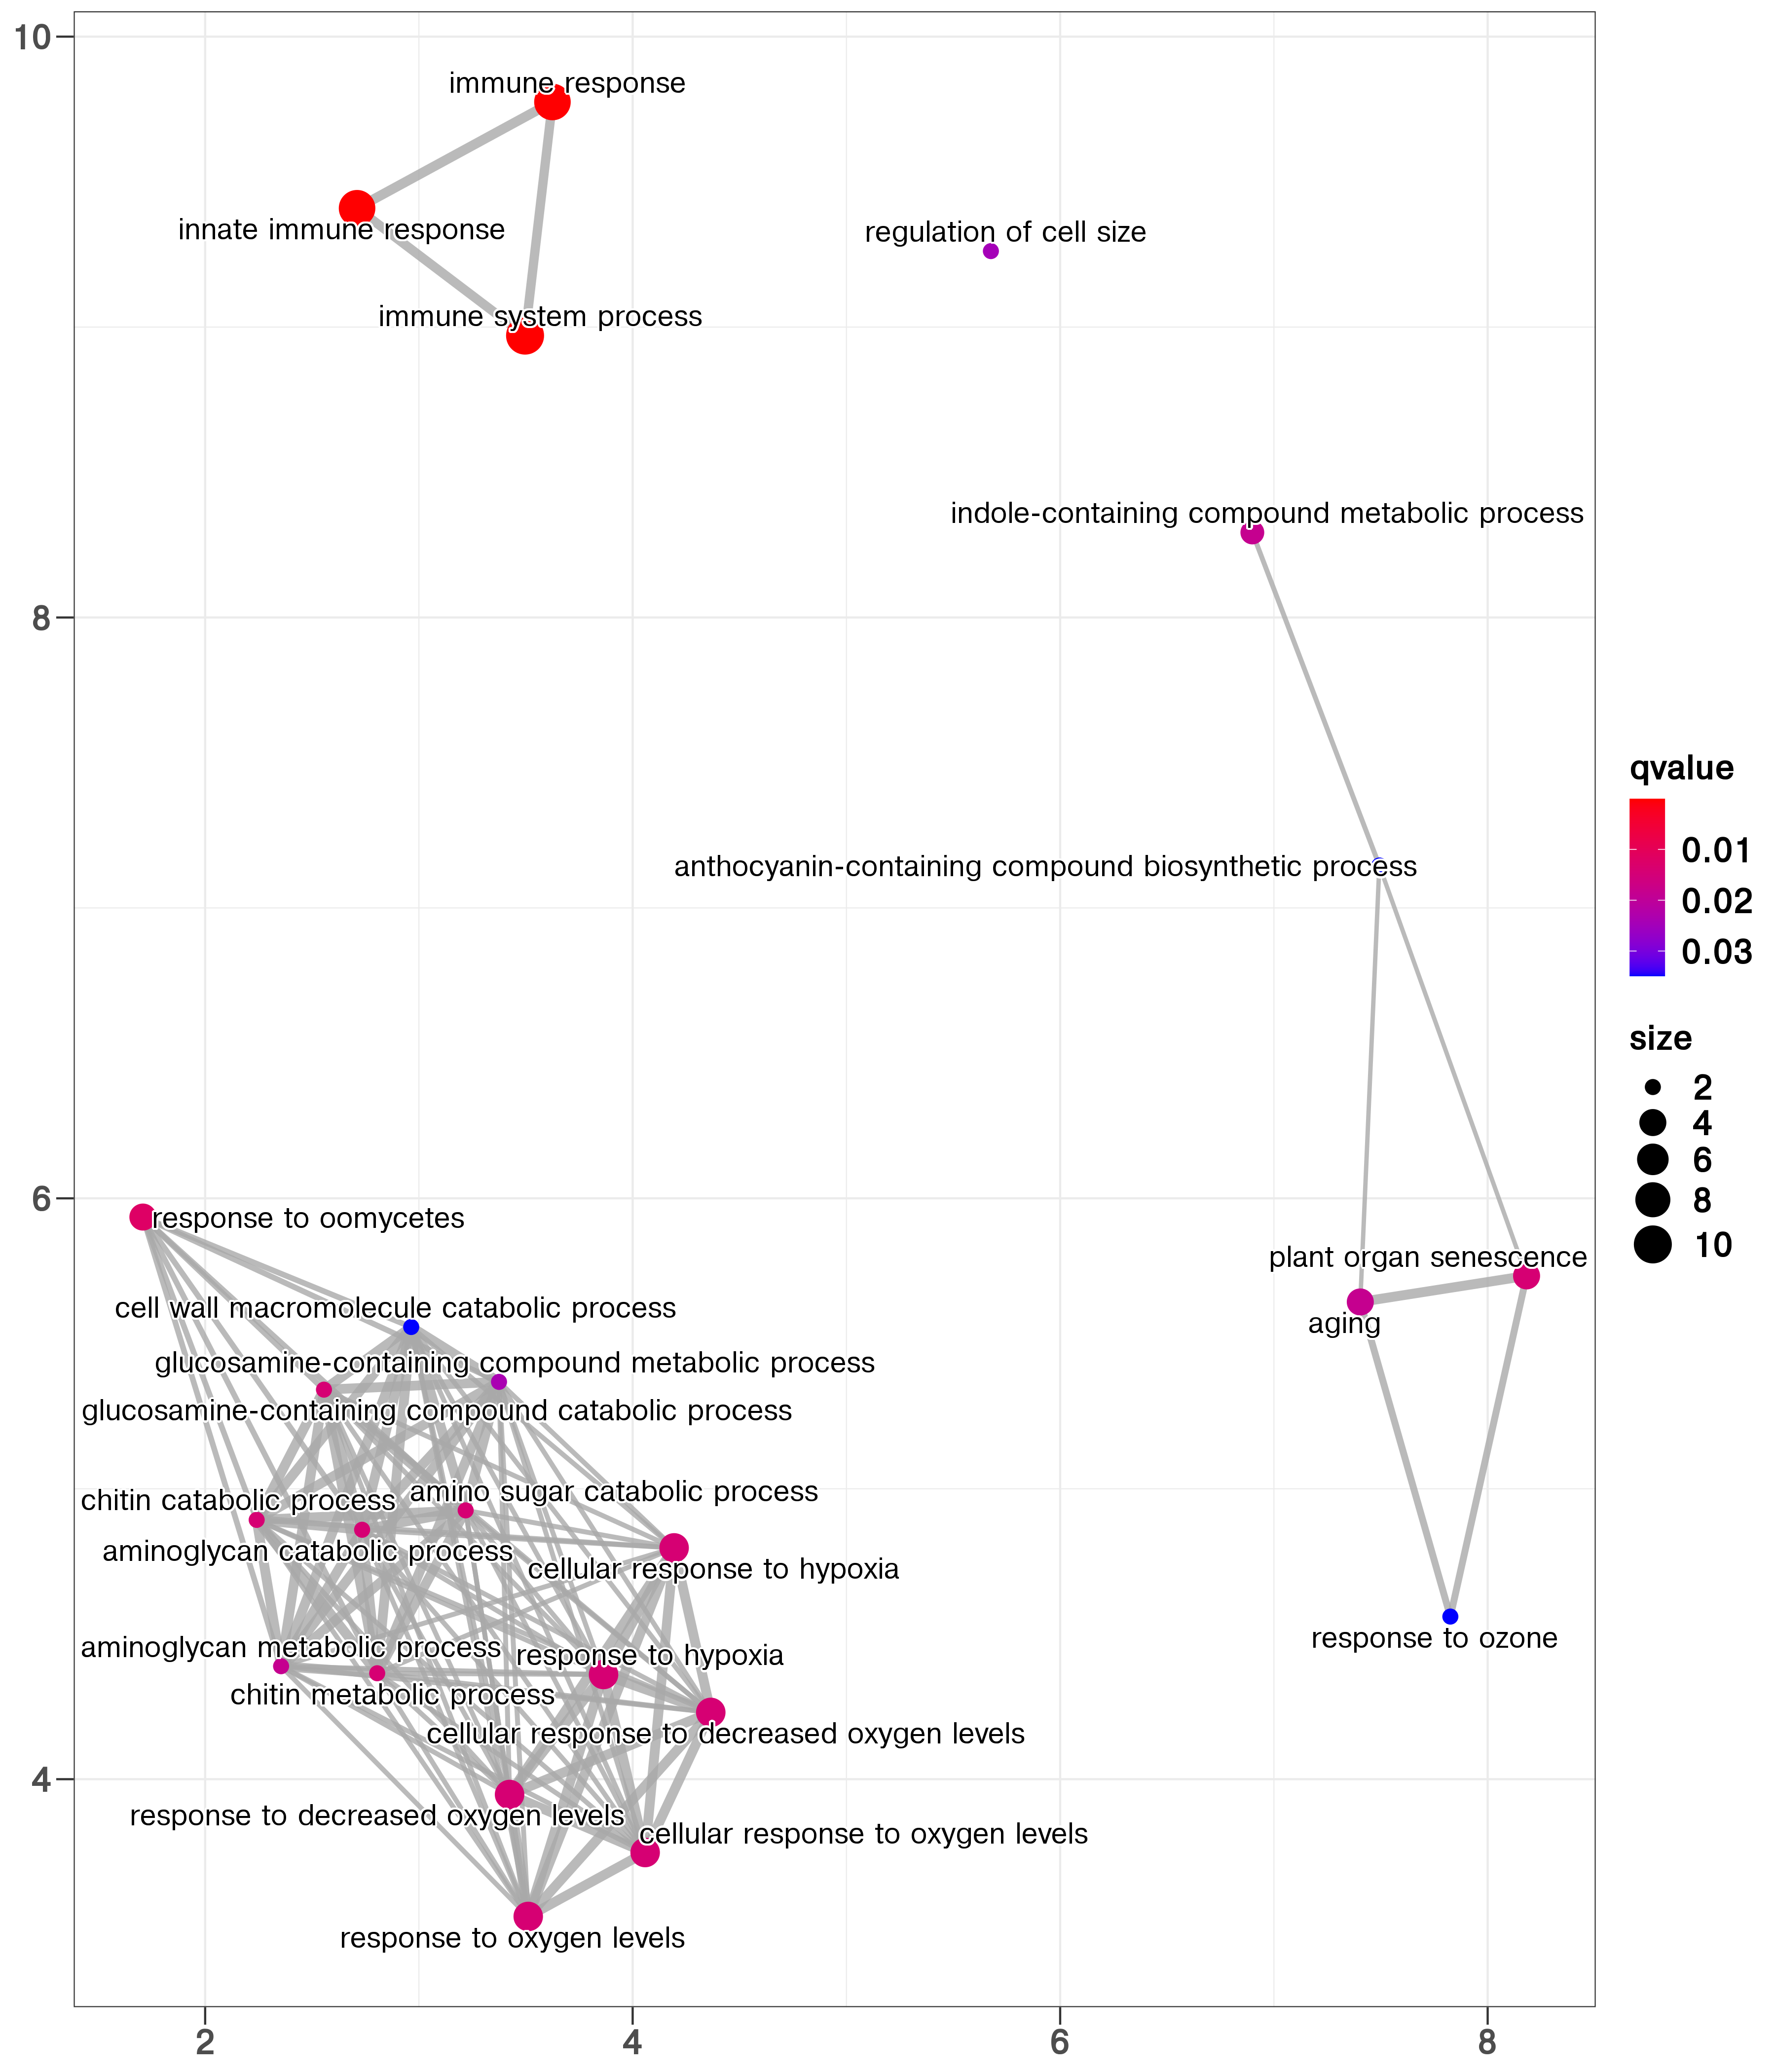 10
immune response
innate immune response
regulation of cell size
immune system process
indole-containing compound metabolic process
8
qvalue
0.01
anthocyanin-containing compound biosynthetic process
0.02
0.03
size
2
4
6
8
10
6
response to oomycetes
plant organ senescence
cell wall macromolecule catabolic process
aging
glucosamine-containing compound metabolic process
glucosamine-containing compound catabolic process
amino sugar catabolic process
chitin catabolic process
aminoglycan catabolic process
cellular response to hypoxia
response to ozone
aminoglycan metabolic process
response to hypoxia
chitin metabolic process
cellular response to decreased oxygen levels
4
response to decreased oxygen levels
cellular response to oxygen levels
response to oxygen levels
2
4
6
8